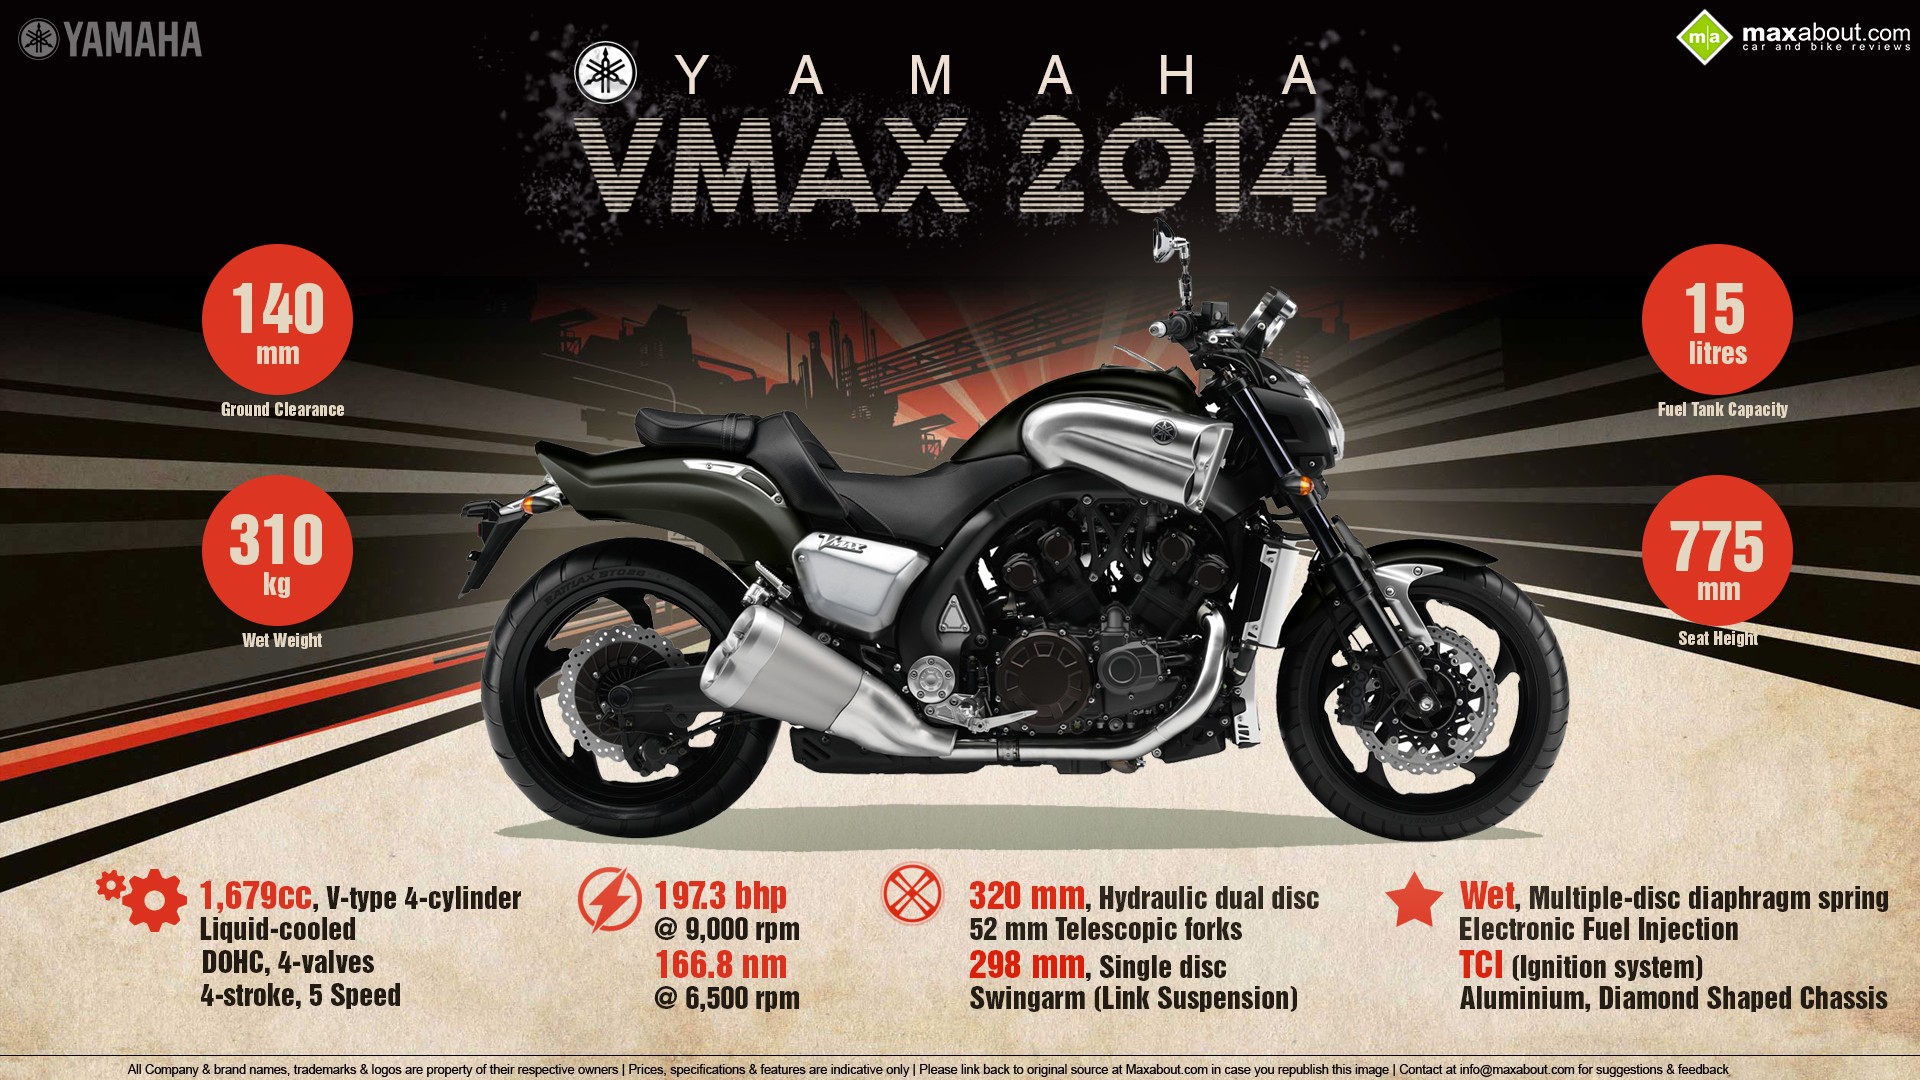 YAMAHA
maxabout.com
m|a
car and bike reviews
YAMAHA
VMAX 2014
140
mm
Ground Clearance
15
litres
Fuel Tank Capacity
310
kg
Wet Weight
775
mm
Seat Height
VMAX
1,679cc, V-type 4-cylinder
Liquid-cooled
DOHC, 4-valves
4-stroke, 5 Speed
197.3 bhp
@ 9,000 rpm
166.8 nm
@ 6,500 rpm
320 mm, Hydraulic dual disc
52 mm Telescopic forks
298 mm, Single disc
Swingarm (Link Suspension)
Wet, Multiple-disc diaphragm spring
Electronic Fuel Injection
TCI (Ignition system)
Aluminium, Diamond Shaped Chassis
All Company & brand names, trademarks & logos are property of their respective owners | Prices, specifications & features are indicative only | Please link back to original source at Maxabout.com in case you republish this image | Contact at info@maxabout.com for suggestions & feedback